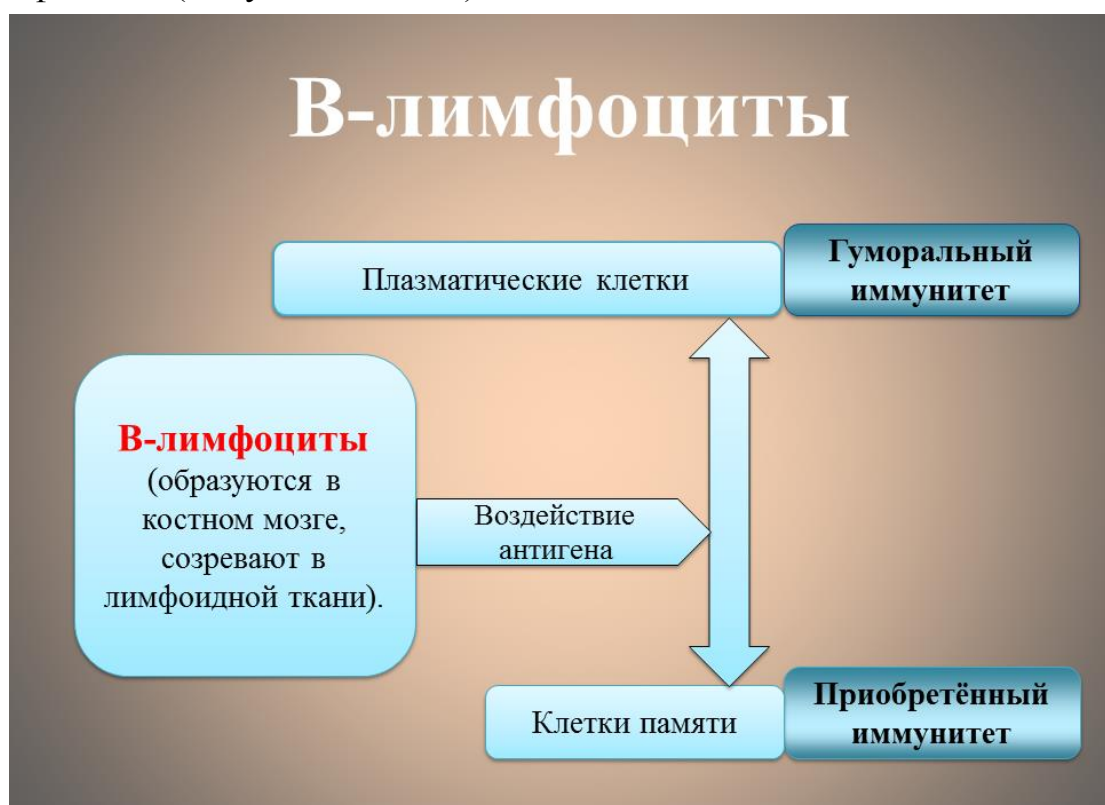 В-лимфоциты
Плазматические клетки
Гуморальный
иммунитет
В-лимфоциты
(образуются в
костном мозге,
созревают в
лимфоидной ткани).
Воздействие
антигена
Клетки памяти
Приобретённый
иммунитет